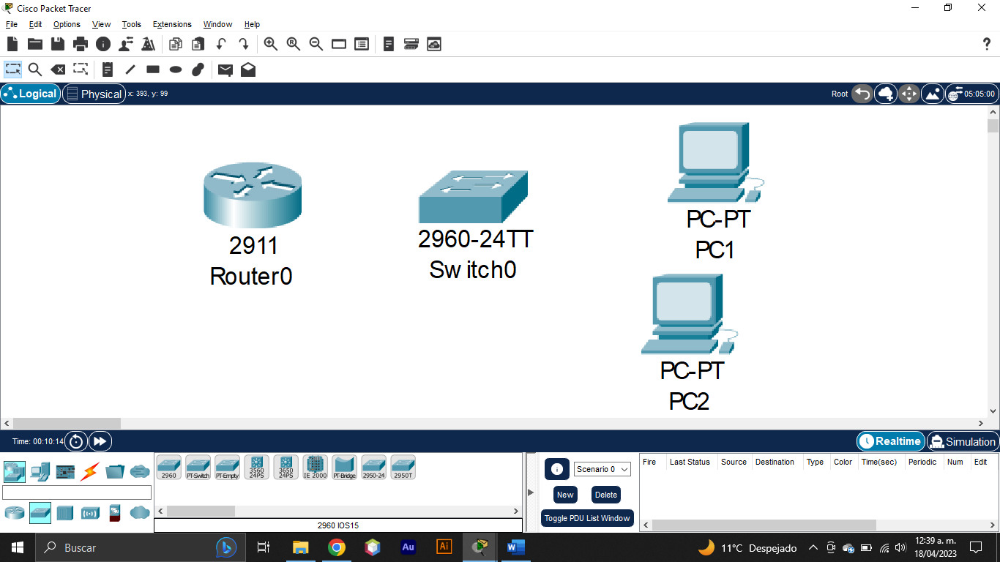 Cisco Packet Tracer
File Edit Options View Tools Extensions Window Help
Logical Physical x: 393, y: 99 Root 05:05:00
2911
Router0
2960-24TT
Switch0
PC-PT
PC1
PC-PT
PC2
Time: 00:10:14 Realtime Simulation
2960 PT-Switch PT-Empty 3560 24PS 3650 24PS IE 2000 PT-Bridge 2950-24 2950T
2960 IOS15
Scenario 0
New Delete
Toggle PDU List Window
Fire Last Status Source Destination Type Color Time(sec) Periodic Num Edit
Buscar
Au Ai W
11°C Despejado
12:39 a. m.
18/04/2023